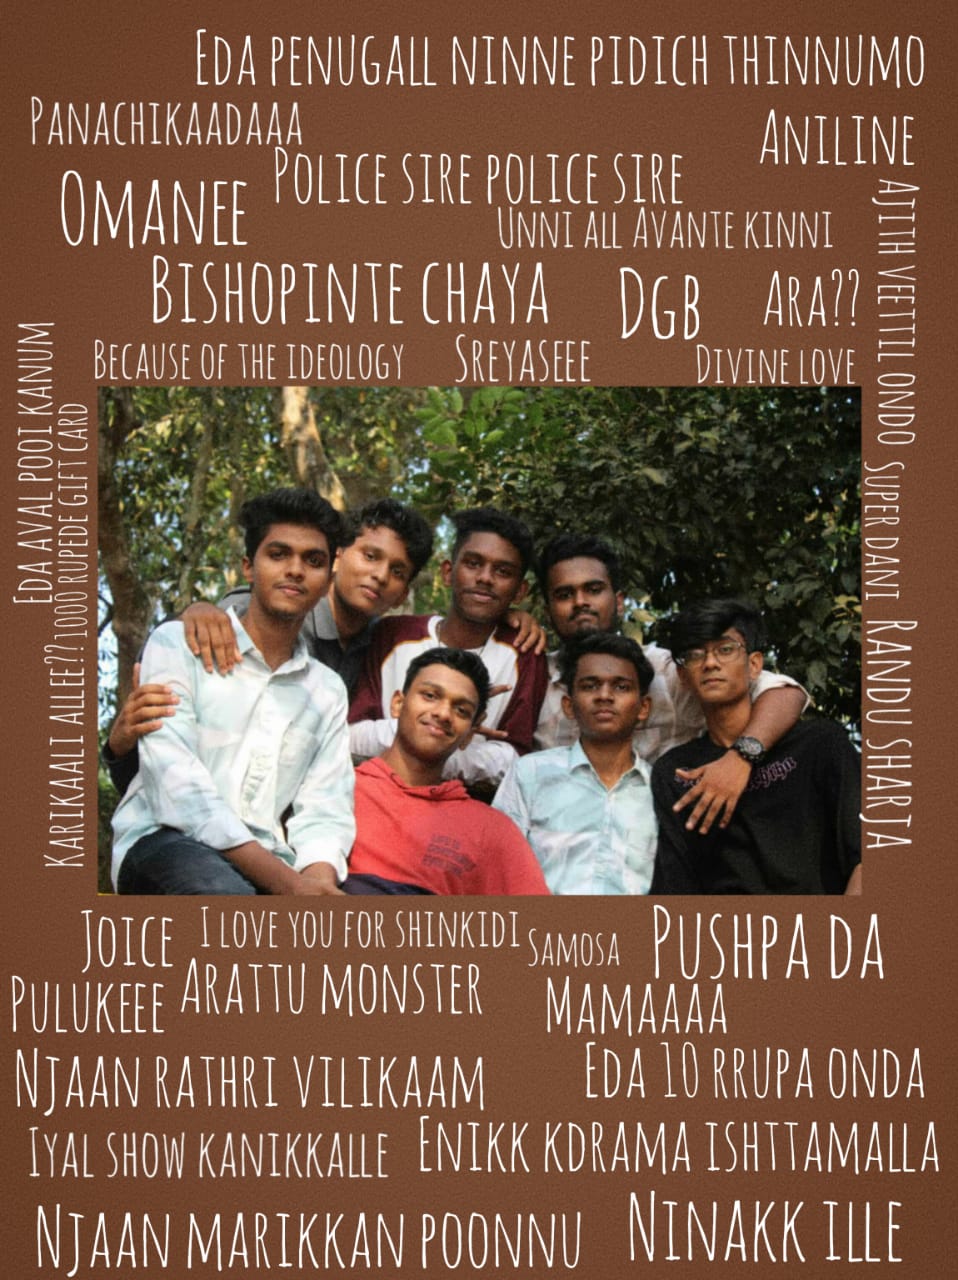 Eda penugall ninne pidich thinnumo
Panachikaadaaa
Aniline
Police sire police sire
Omanee
Unni all Avante kinni
Ajith veettil ondo
Bishopinte chaya
Dgb
Ara??
Because of the ideology
Sreyaseee
Divine love
Eda aval pooi kanum
Karikaali allee?? 1000 rupede gift card
Super dani
Randu sharja
Joice
I love you for shinkidi
Samosa
Pushpa da
Pulukeee
Arattu monster
Mamaaaa
Njaan rathri vilikaam
Eda 10 rrupa onda
Iyal show kanikkalle
Enikk kdrama ishttamalla
Njaan marikkan poonnu
Ninakk ille